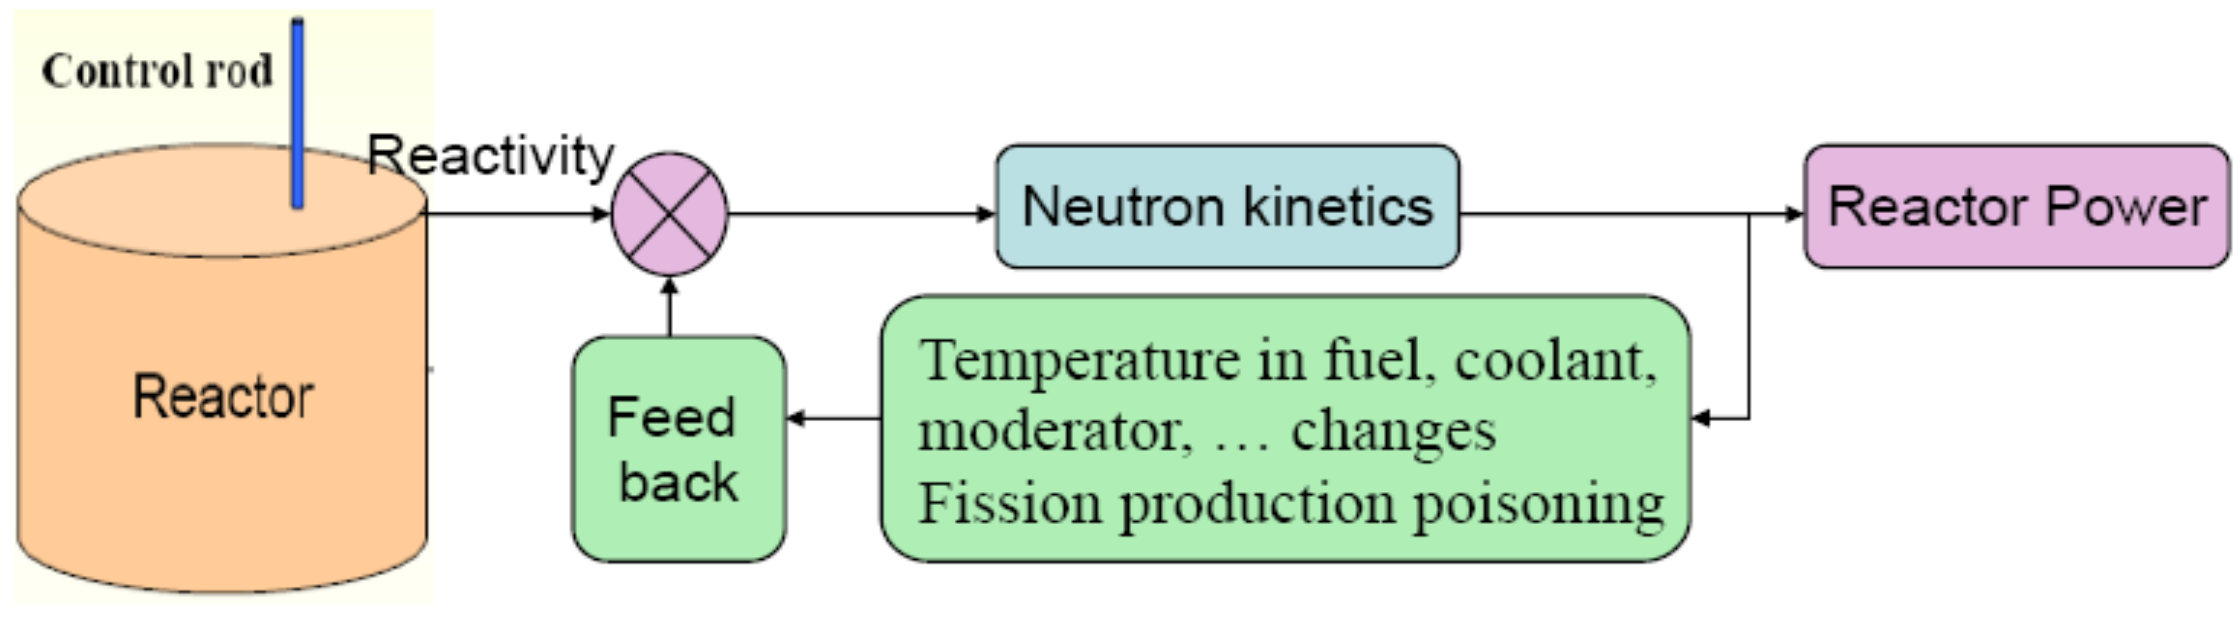 Control rod
Reactivity
Reactor
Neutron kinetics
Reactor Power
Feed
back
Temperature in fuel, coolant,
moderator, … changes
Fission production poisoning